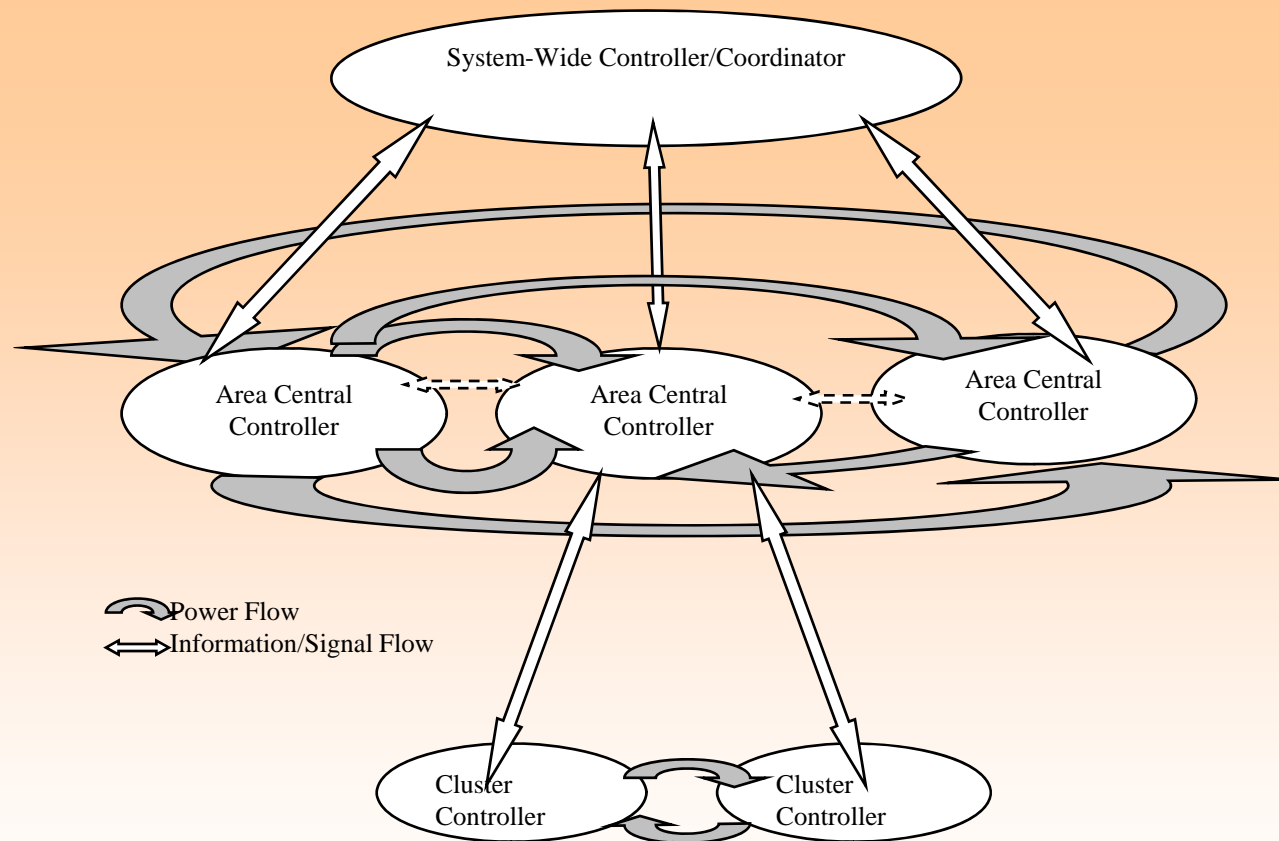 System-Wide Controller/Coordinator
Area Central
Controller
Area Central
Controller
Area Central
Controller
Power Flow
Information/Signal Flow
Cluster
Controller
Cluster
Controller